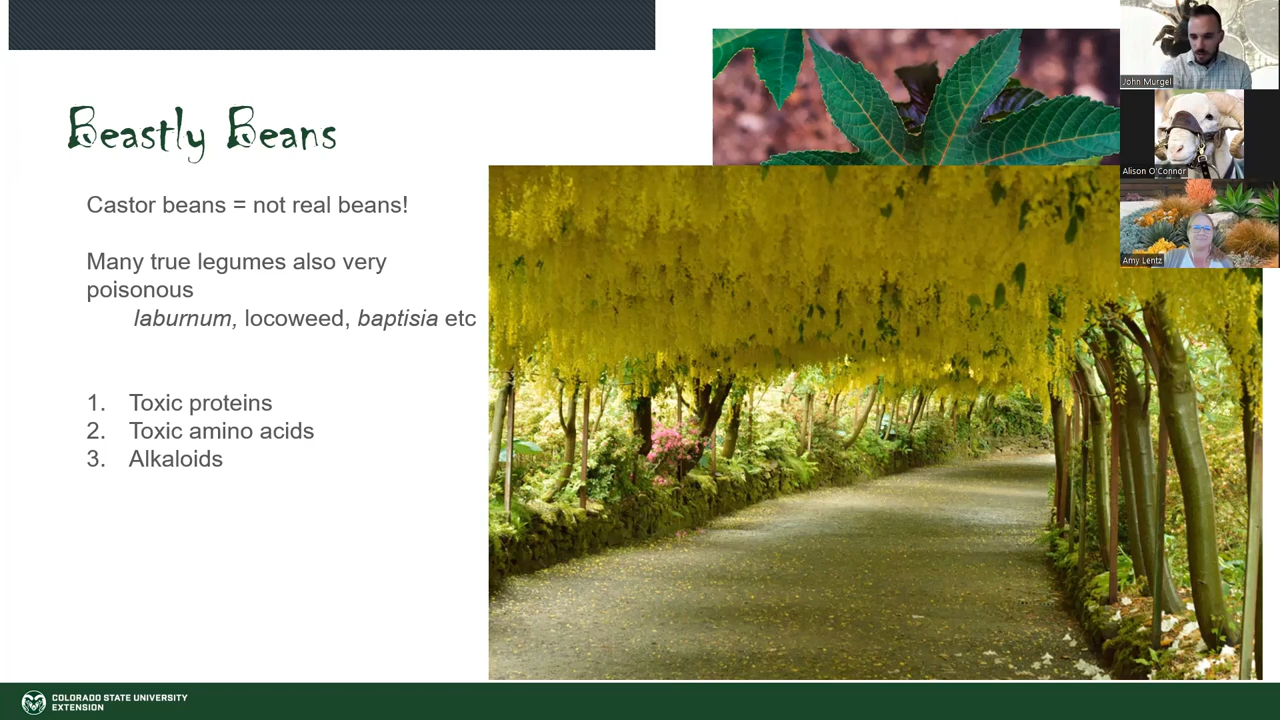 Beastly Beans
Castor beans = not real beans!
Many true legumes also very
poisonous
laburnum, locoweed, baptisia etc
1. Toxic proteins
2. Toxic amino acids
3. Alkaloids
John Murgel
Alison O'Connor
Amy Lentz
COLORADO STATE UNIVERSITY
EXTENSION